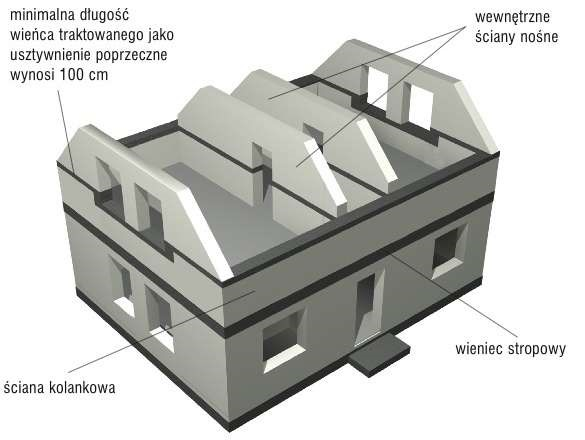 minimalna długość
wieńca traktowanego jako
usztywnienie poprzeczne
wynosi 100 cm
wewnętrzne
ściany nośne
wieniec stropowy
ściana kolankowa